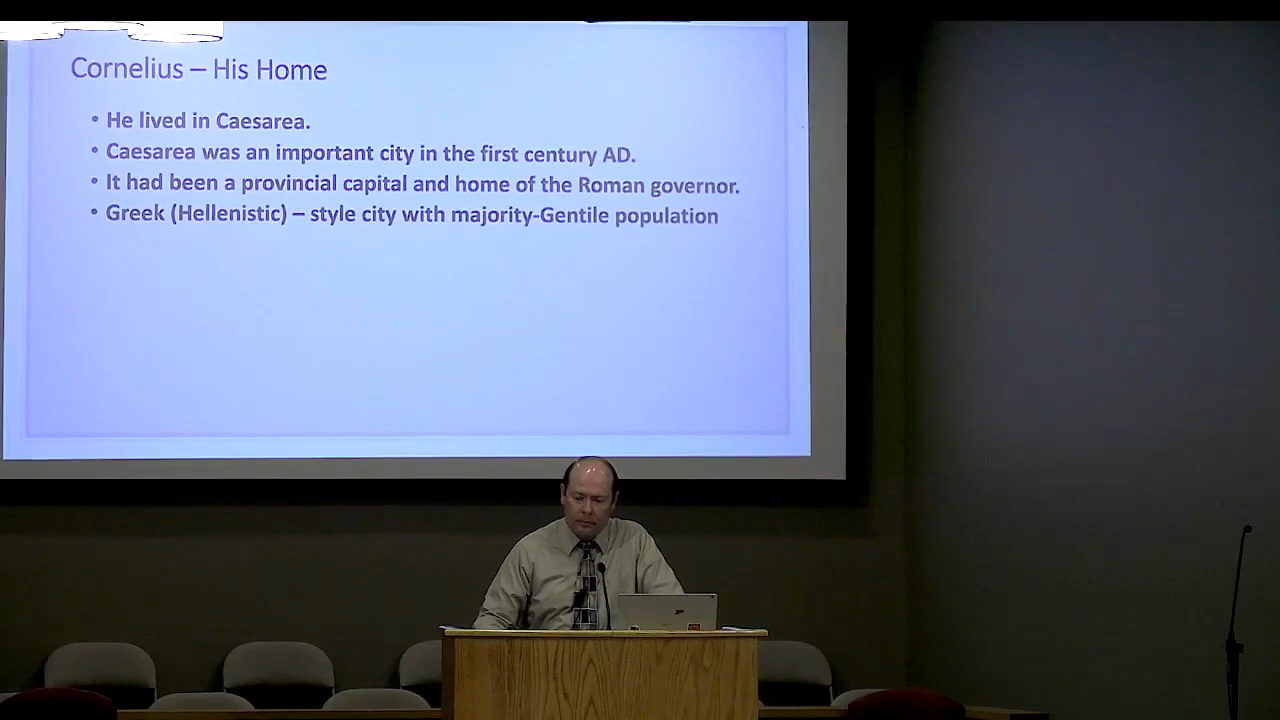 Cornelius – His Home
• He lived in Caesarea.
• Caesarea was an important city in the first century AD.
• It had been a provincial capital and home of the Roman governor.
• Greek (Hellenistic) – style city with majority-Gentile population